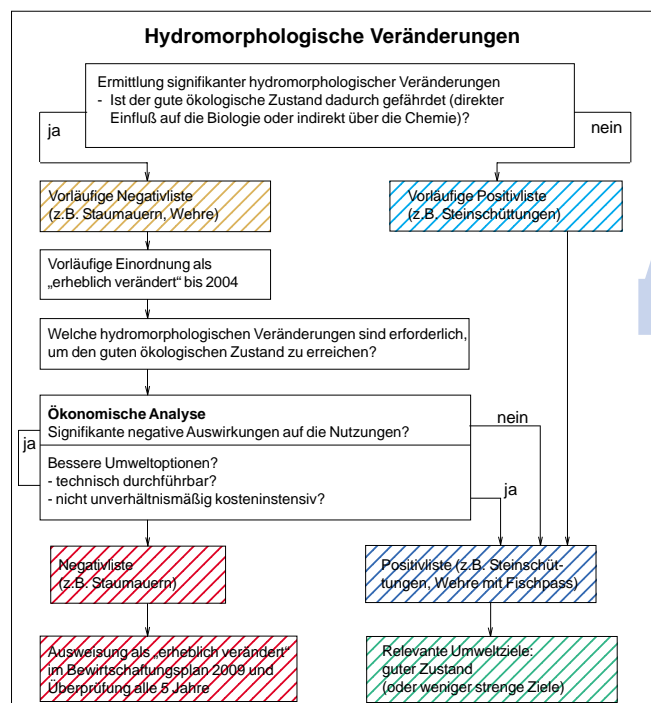 Hydromorphologische Veränderungen
Ermittlung signifikanter hydromorphologischer Veränderungen
- Ist der gute ökologische Zustand dadurch gefährdet (direkter
Einfluß auf die Biologie oder indirekt über die Chemie)?
ja
nein
Vorläufige Negativliste
(z.B. Staumauern, Wehre)
Vorläufige Positivliste
(z.B. Steinschüttungen)
Vorläufige Einordnung als
„erheblich verändert“ bis 2004
Welche hydromorphologischen Veränderungen sind erforderlich,
um den guten ökologischen Zustand zu erreichen?
Ökonomische Analyse
Signifikante negative Auswirkungen auf die Nutzungen?
nein
ja
Bessere Umweltoptionen?
- technisch durchführbar?
- nicht unverhältnismäßig kosteninstensiv?
ja
Negativliste
(z.B. Staumauern)
Positivliste (z.B. Steinschüt-
tungen, Wehre mit Fischpass)
Ausweisung als „erheblich verändert“
im Bewirtschaftungsplan 2009 und
Überprüfung alle 5 Jahre
Relevante Umweltziele:
guter Zustand
(oder weniger strenge Ziele)